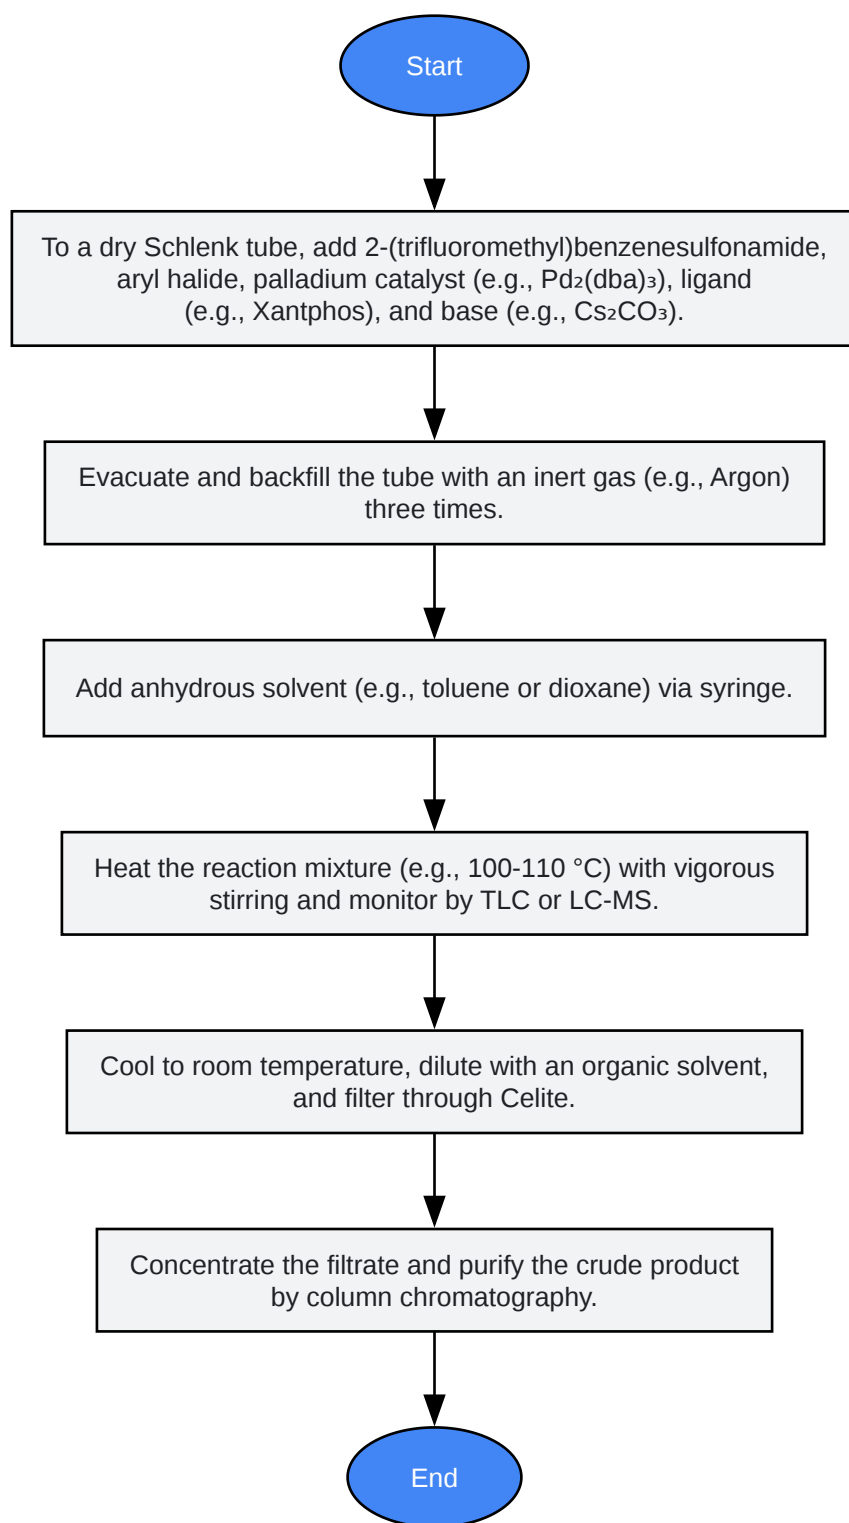 Start
To a dry Schlenk tube, add 2-(trifluoromethyl)benzenesulfonamide,
aryl halide, palladium catalyst (e.g., Pd₂(dba)₃), ligand
(e.g., Xantphos), and base (e.g., Cs₂CO₃).
Evacuate and backfill the tube with an inert gas (e.g., Argon)
three times.
Add anhydrous solvent (e.g., toluene or dioxane) via syringe.
Heat the reaction mixture (e.g., 100-110 °C) with vigorous
stirring and monitor by TLC or LC-MS.
Cool to room temperature, dilute with an organic solvent,
and filter through Celite.
Concentrate the filtrate and purify the crude product
by column chromatography.
End